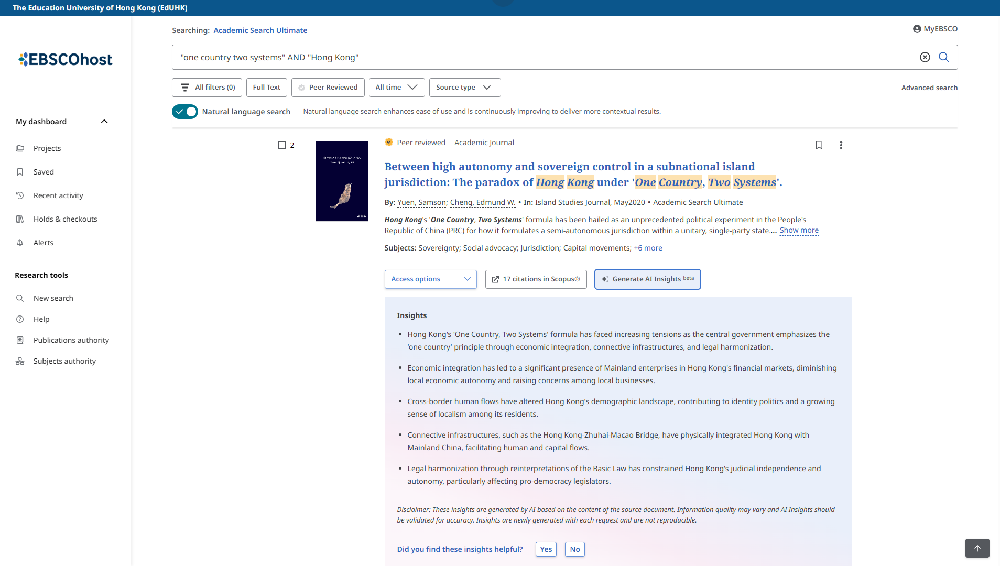 The Education University of Hong Kong (EdUHK)
EBSCOhost
My dashboard
Projects
Saved
Recent activity
Holds & checkouts
Alerts
Research tools
New search
Help
Publications authority
Subjects authority
Searching: Academic Search Ultimate
MyEBSCO
"one country two systems" AND "Hong Kong"
All filters (0)
Full Text
Peer Reviewed
All time
Source type
Advanced search
Natural language search
Natural language search enhances ease of use and is continuously improving to deliver more contextual results.
2
ISLAND STUDIES JOURNAL
Peer reviewed | Academic Journal
Between high autonomy and sovereign control in a subnational island
jurisdiction: The paradox of Hong Kong under 'One Country, Two Systems'.
By: Yuen, Samson; Cheng, Edmund W. • In: Island Studies Journal, May2020 • Academic Search Ultimate
Hong Kong's 'One Country, Two Systems' formula has been hailed as an unprecedented political experiment in the People's
Republic of China (PRC) for how it formulates a semi-autonomous jurisdiction within a unitary, single-party state.... Show more
Subjects: Sovereignty; Social advocacy; Jurisdiction; Capital movements; +6 more
Access options
17 citations in Scopus®
Generate AI Insights beta
Insights
• Hong Kong's 'One Country, Two Systems' formula has faced increasing tensions as the central government emphasizes the
'one country' principle through economic integration, connective infrastructures, and legal harmonization.
• Economic integration has led to a significant presence of Mainland enterprises in Hong Kong's financial markets, diminishing
local economic autonomy and raising concerns among local businesses.
• Cross-border human flows have altered Hong Kong's demographic landscape, contributing to identity politics and a growing
sense of localism among its residents.
• Connective infrastructures, such as the Hong Kong-Zhuhai-Macao Bridge, have physically integrated Hong Kong with
Mainland China, facilitating human and capital flows.
• Legal harmonization through reinterpretations of the Basic Law has constrained Hong Kong's judicial independence and
autonomy, particularly affecting pro-democracy legislators.
Disclaimer: These insights are generated by AI based on the content of the source document. Information quality may vary and AI Insights should
be validated for accuracy. Insights are newly generated with each request and are not reproducible.
Did you find these insights helpful?
Yes
No